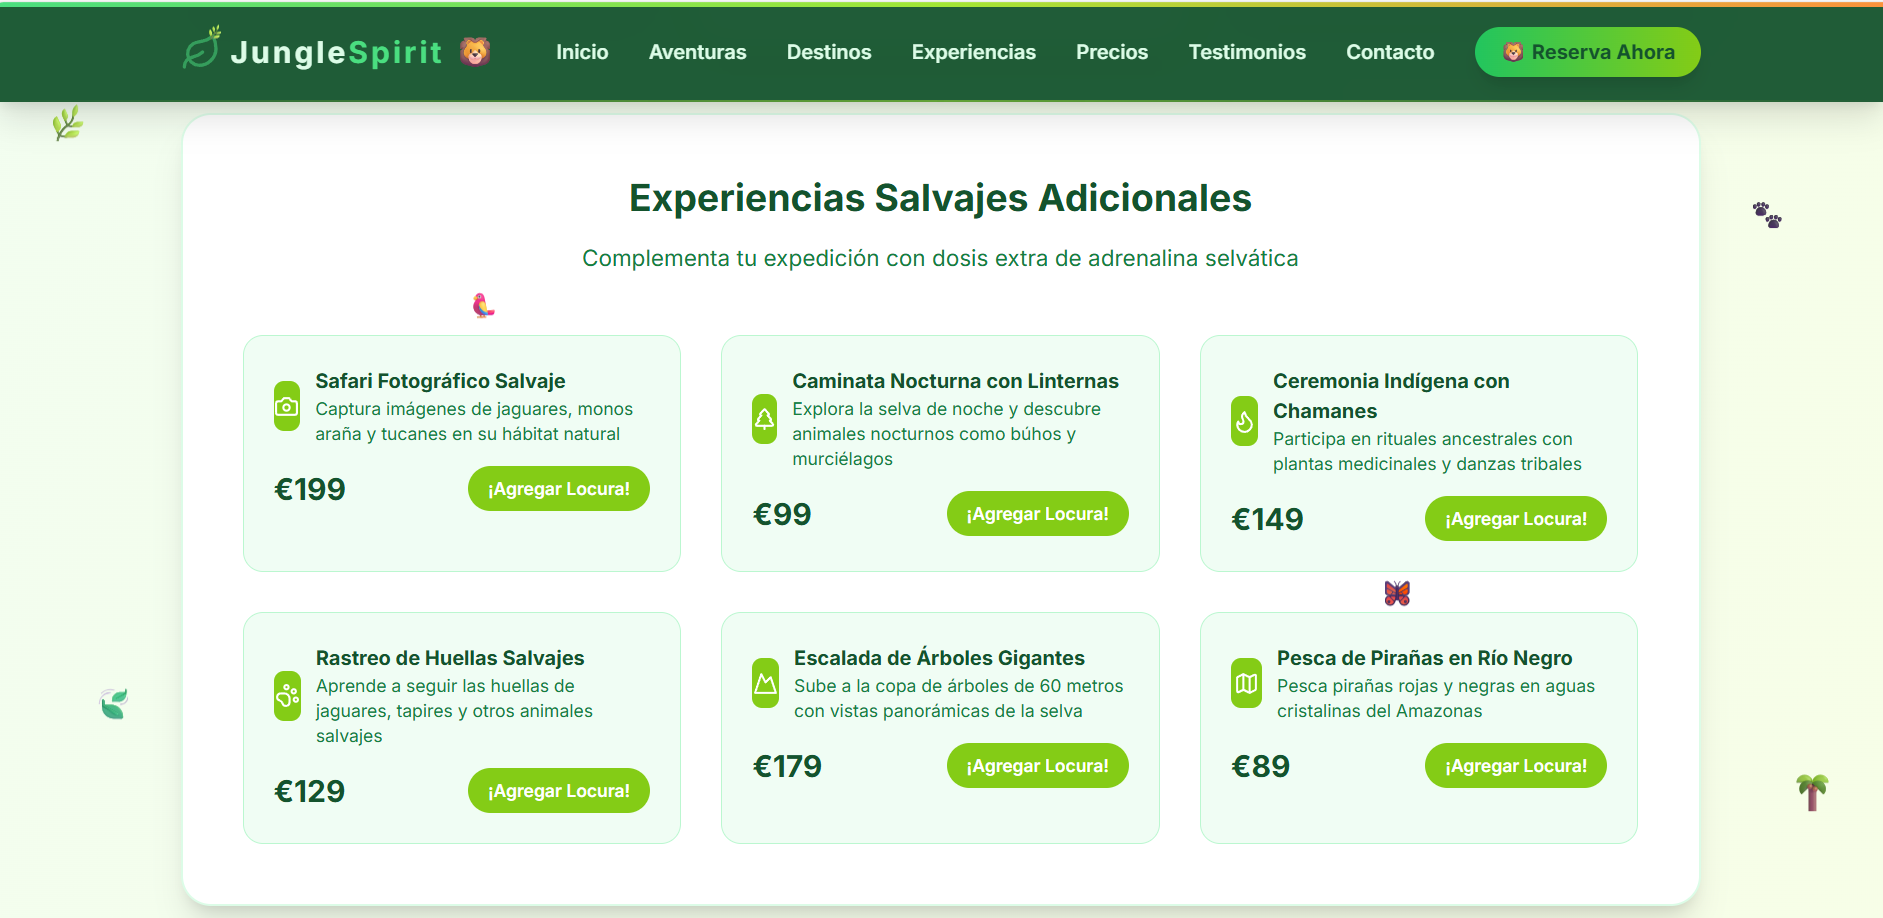 JungleSpirit
Inicio
Aventuras
Destinos
Experiencias
Precios
Testimonios
Contacto
Reserva Ahora
Experiencias Salvajes Adicionales
Complementa tu expedición con dosis extra de adrenalina selvática
Safari Fotográfico Salvaje
Captura imágenes de jaguares, monos
araña y tucanes en su hábitat natural
€199
¡Agregar Locura!
Caminata Nocturna con Linternas
Explora la selva de noche y descubre
animales nocturnos como búhos y
murciélagos
€99
¡Agregar Locura!
Ceremonia Indígena con
Chamanes
Participa en rituales ancestrales con
plantas medicinales y danzas tribales
€149
¡Agregar Locura!
Rastreo de Huellas Salvajes
Aprende a seguir las huellas de
jaguares, tapires y otros animales
salvajes
€129
¡Agregar Locura!
Escalada de Árboles Gigantes
Sube a la copa de árboles de 60 metros
con vistas panorámicas de la selva
€179
¡Agregar Locura!
Pesca de Pirañas en Río Negro
Pesca pirañas rojas y negras en aguas
cristalinas del Amazonas
€89
¡Agregar Locura!